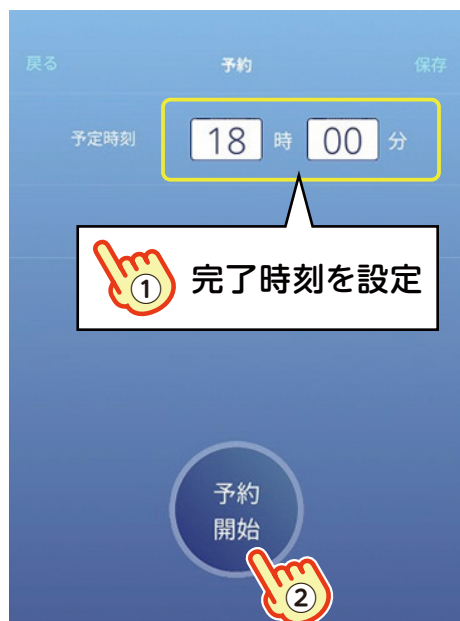 戻る 予約 保存
予定時刻 18 時 00 分
① 完了時刻を設定
予約
開始
②